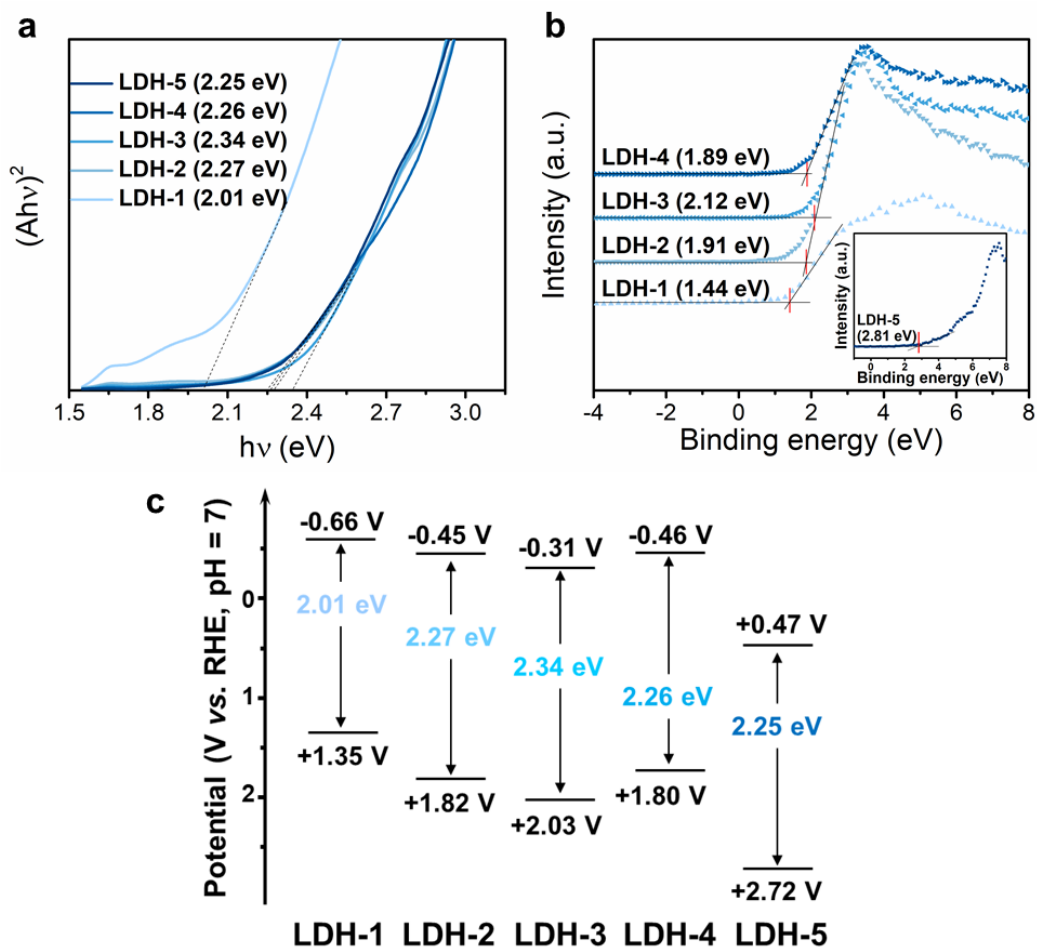 a
(Ahν)²
LDH-5 (2.25 eV)
LDH-4 (2.26 eV)
LDH-3 (2.34 eV)
LDH-2 (2.27 eV)
LDH-1 (2.01 eV)
1.5 1.8 2.1 2.4 2.7 3.0
hν (eV)
b
Intensity (a.u.)
LDH-4 (1.89 eV)
LDH-3 (2.12 eV)
LDH-2 (1.91 eV)
LDH-1 (1.44 eV)
Intensity (a.u.)
LDH-5
(2.81 eV)
0 2 4 6 8
Binding energy (eV)
-4 -2 0 2 4 6 8
Binding energy (eV)
c
Potential (V vs. RHE, pH = 7)
0
1
2
-0.66 V
2.01 eV
+1.35 V
-0.45 V
2.27 eV
+1.82 V
-0.31 V
2.34 eV
+2.03 V
-0.46 V
2.26 eV
+1.80 V
+0.47 V
2.25 eV
+2.72 V
LDH-1 LDH-2 LDH-3 LDH-4 LDH-5